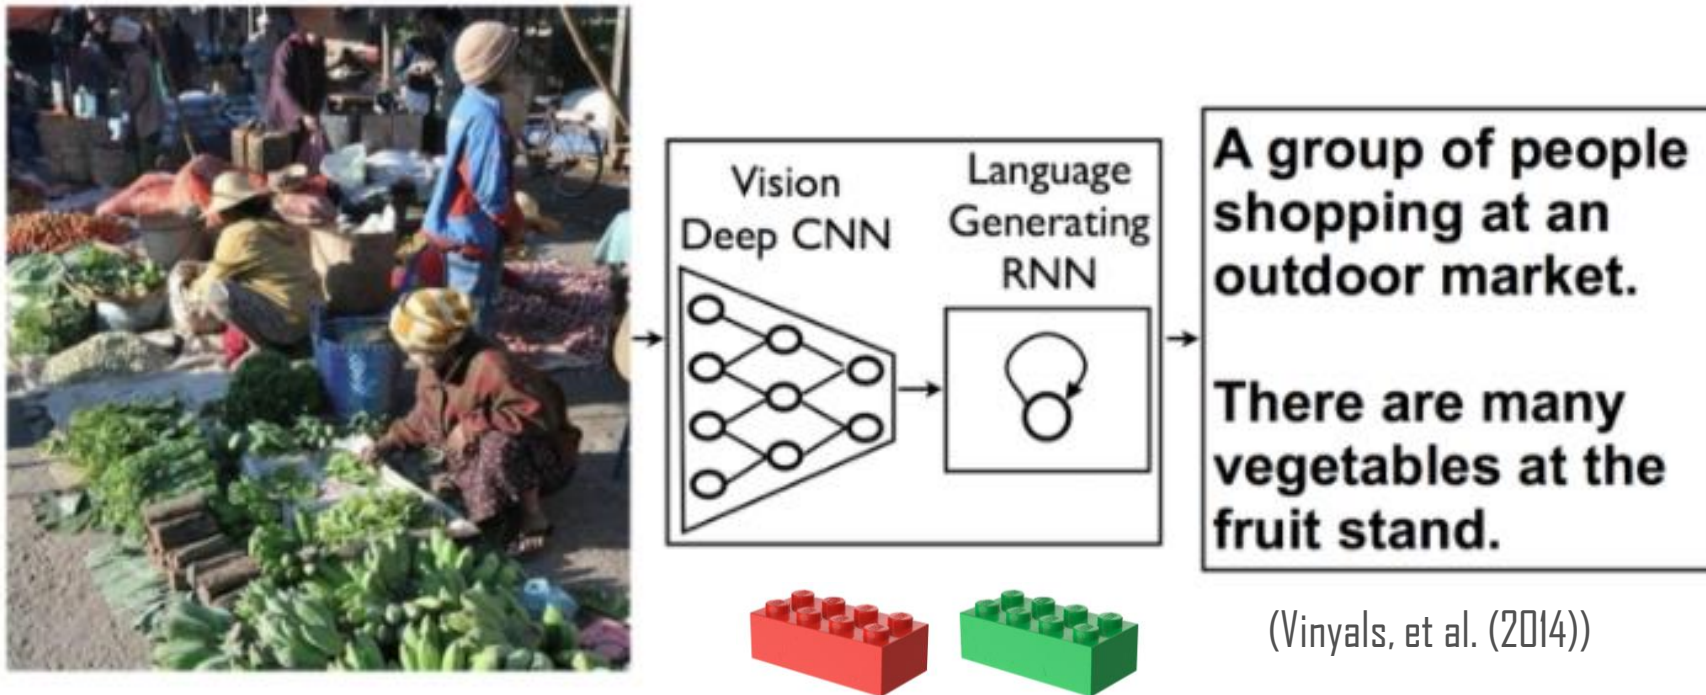 Vision
Deep CNN
Language
Generating
RNN
A group of people
shopping at an
outdoor market.
There are many
vegetables at the
fruit stand.
(Vinyals, et al. (2014))